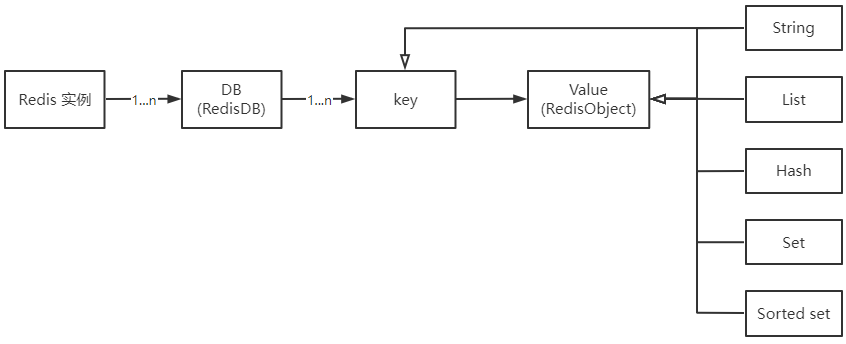 Redis 实例
1...n
DB
(RedisDB)
1...n
key
Value
(RedisObject)
String
List
Hash
Set
Sorted set